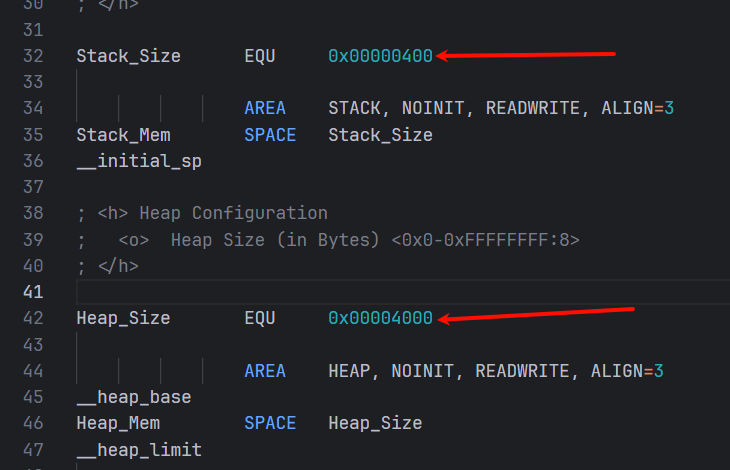 30 ; </h>
31
32 Stack_Size EQU 0x00000400
33
34 AREA STACK, NOINIT, READWRITE, ALIGN=3
35 Stack_Mem SPACE Stack_Size
36 __initial_sp
37
38 ; <h> Heap Configuration
39 ;   <o>  Heap Size (in Bytes) <0x0-0xFFFFFFFF:8>
40 ; </h>
41
42 Heap_Size EQU 0x00004000
43
44 AREA HEAP, NOINIT, READWRITE, ALIGN=3
45 __heap_base
46 Heap_Mem SPACE Heap_Size
47 __heap_limit